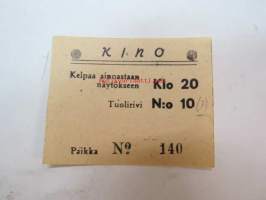 KINO
Kelpaa ainoastaan
näytökseen Klo 20
Tuolirivi N:o 10
Paikka No 140